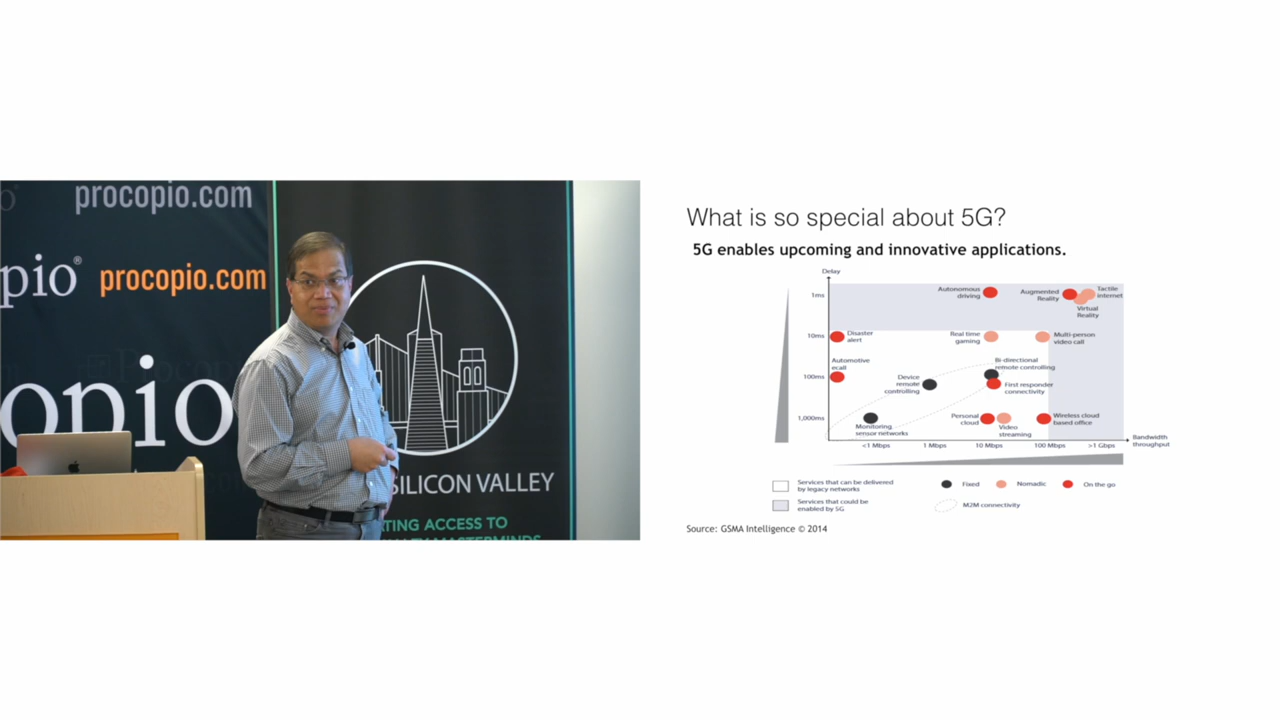 procopio.com
pio® procopio.com
opio
SILICON VALLEY
TING ACCESS TO
What is so special about 5G?
5G enables upcoming and innovative applications.
Delay
1ms
10ms
100ms
1,000ms
Autonomous
driving
Augmented
Reality
Tactile
internet
Virtual
Reality
Disaster
alert
Real time
gaming
Multi-person
video call
Automotive
ecall
Device
remote
controlling
Bi-directional
remote controlling
First responder
connectivity
Monitoring
sensor networks
Personal
cloud
Video
streaming
Wireless cloud
based office
<1 Mbps
1 Mbps
10 Mbps
100 Mbps
>1 Gbps
Bandwidth
throughput
Services that can be delivered
by legacy networks
Fixed
Nomadic
On the go
Services that could be
enabled by 5G
M2M connectivity
Source: GSMA Intelligence © 2014